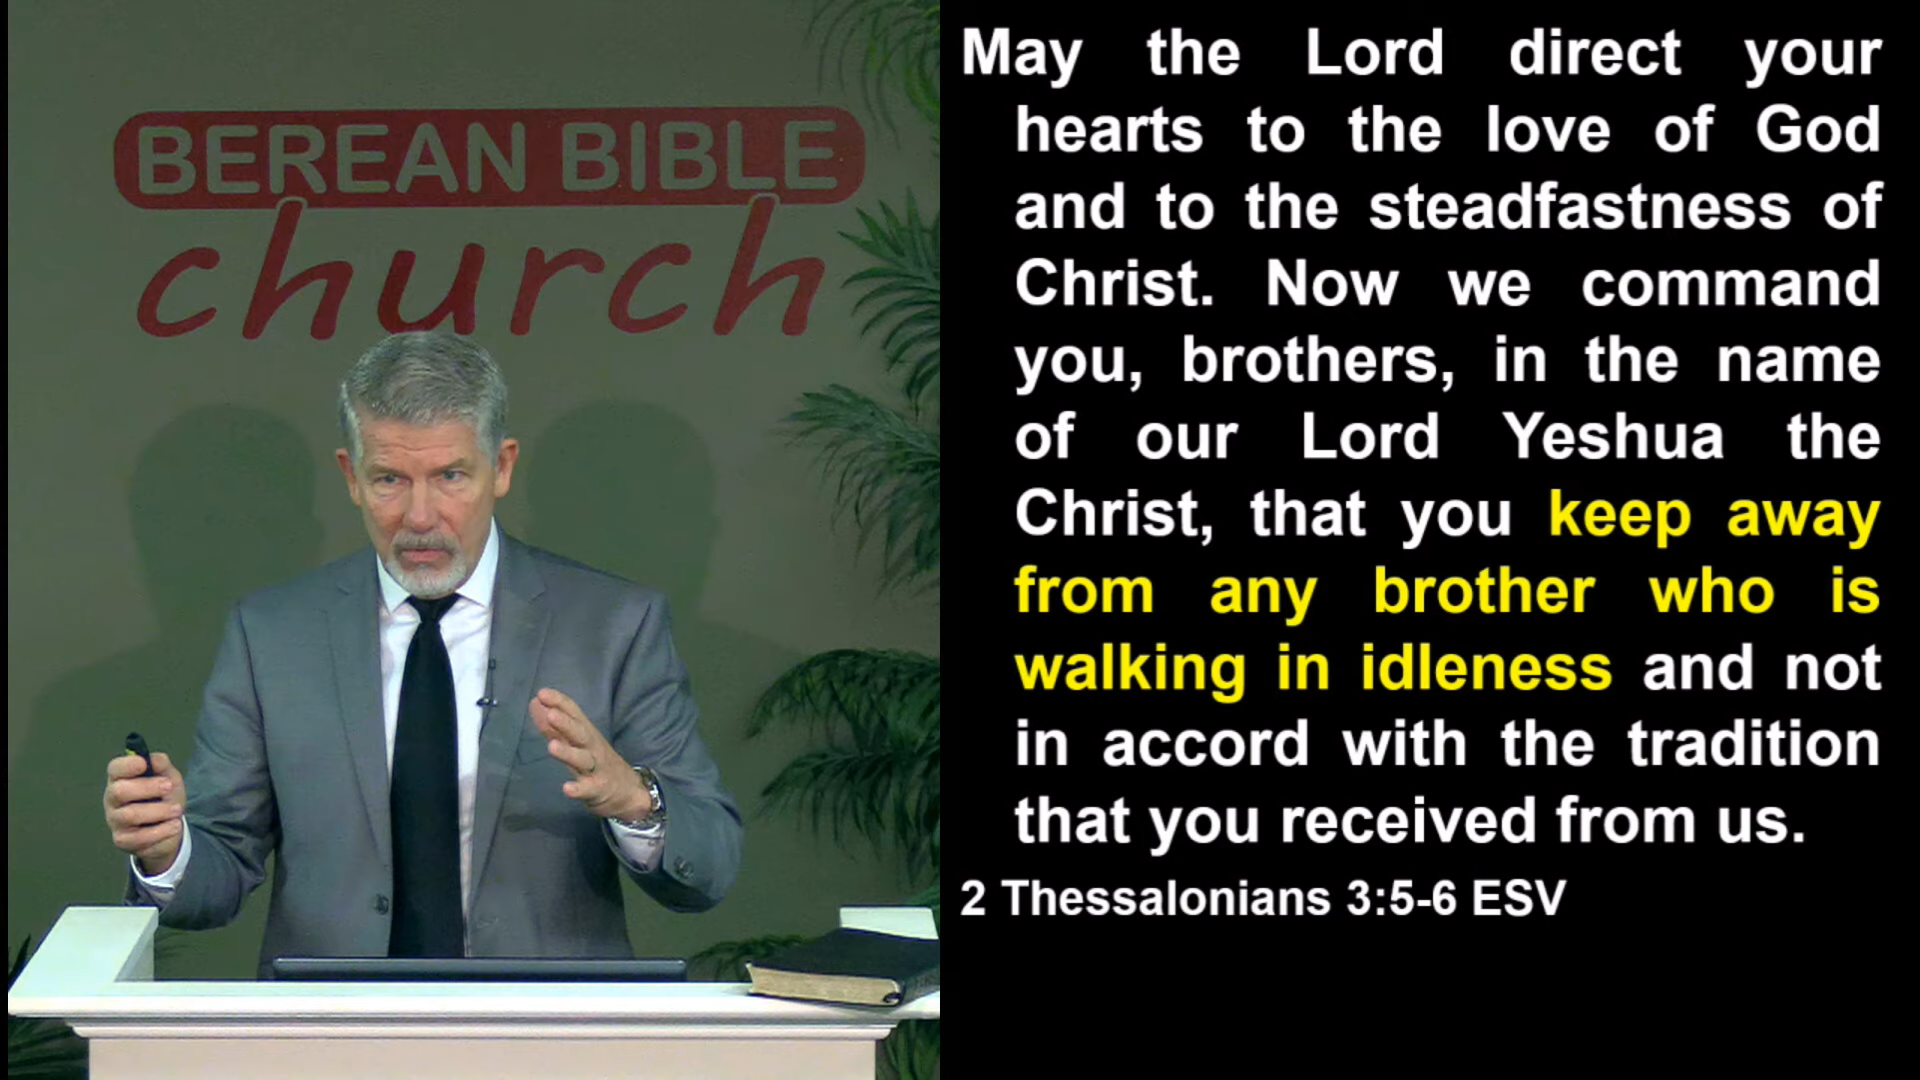 BEREAN BIBLE
church
May the Lord direct your
hearts to the love of God
and to the steadfastness of
Christ. Now we command
you, brothers, in the name
of our Lord Yeshua the
Christ, that you keep away
from any brother who is
walking in idleness and not
in accord with the tradition
that you received from us.
2 Thessalonians 3:5-6 ESV